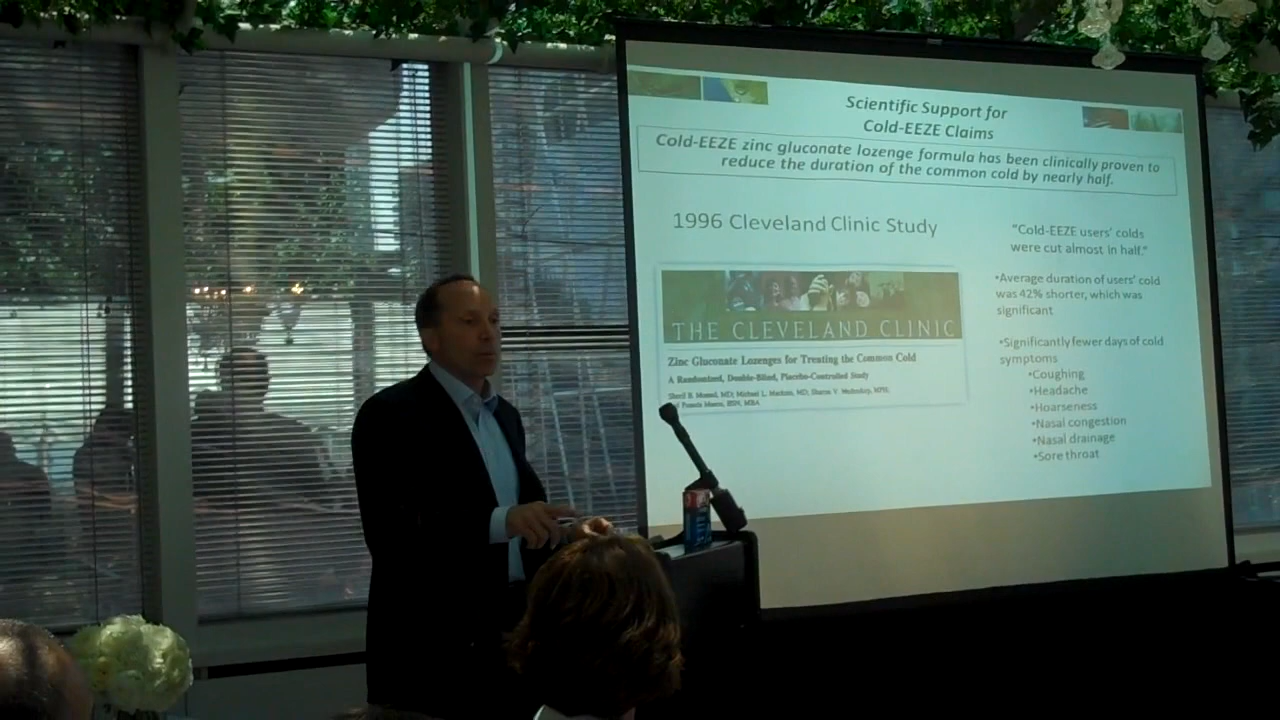 Scientific Support for
Cold-EEZE Claims
Cold-EEZE zinc gluconate lozenge formula has been clinically proven to
reduce the duration of the common cold by nearly half.
1996 Cleveland Clinic Study
THE CLEVELAND CLINIC
Zinc Gluconate Lozenges for Treating the Common Cold
A Randomized, Double-Blind, Placebo-Controlled Study
"Cold-EEZE users' colds
were cut almost in half."
•Average duration of users' cold
was 42% shorter, which was
significant
•Significantly fewer days of cold
symptoms
•Coughing
•Headache
•Hoarseness
•Nasal congestion
•Nasal drainage
•Sore throat